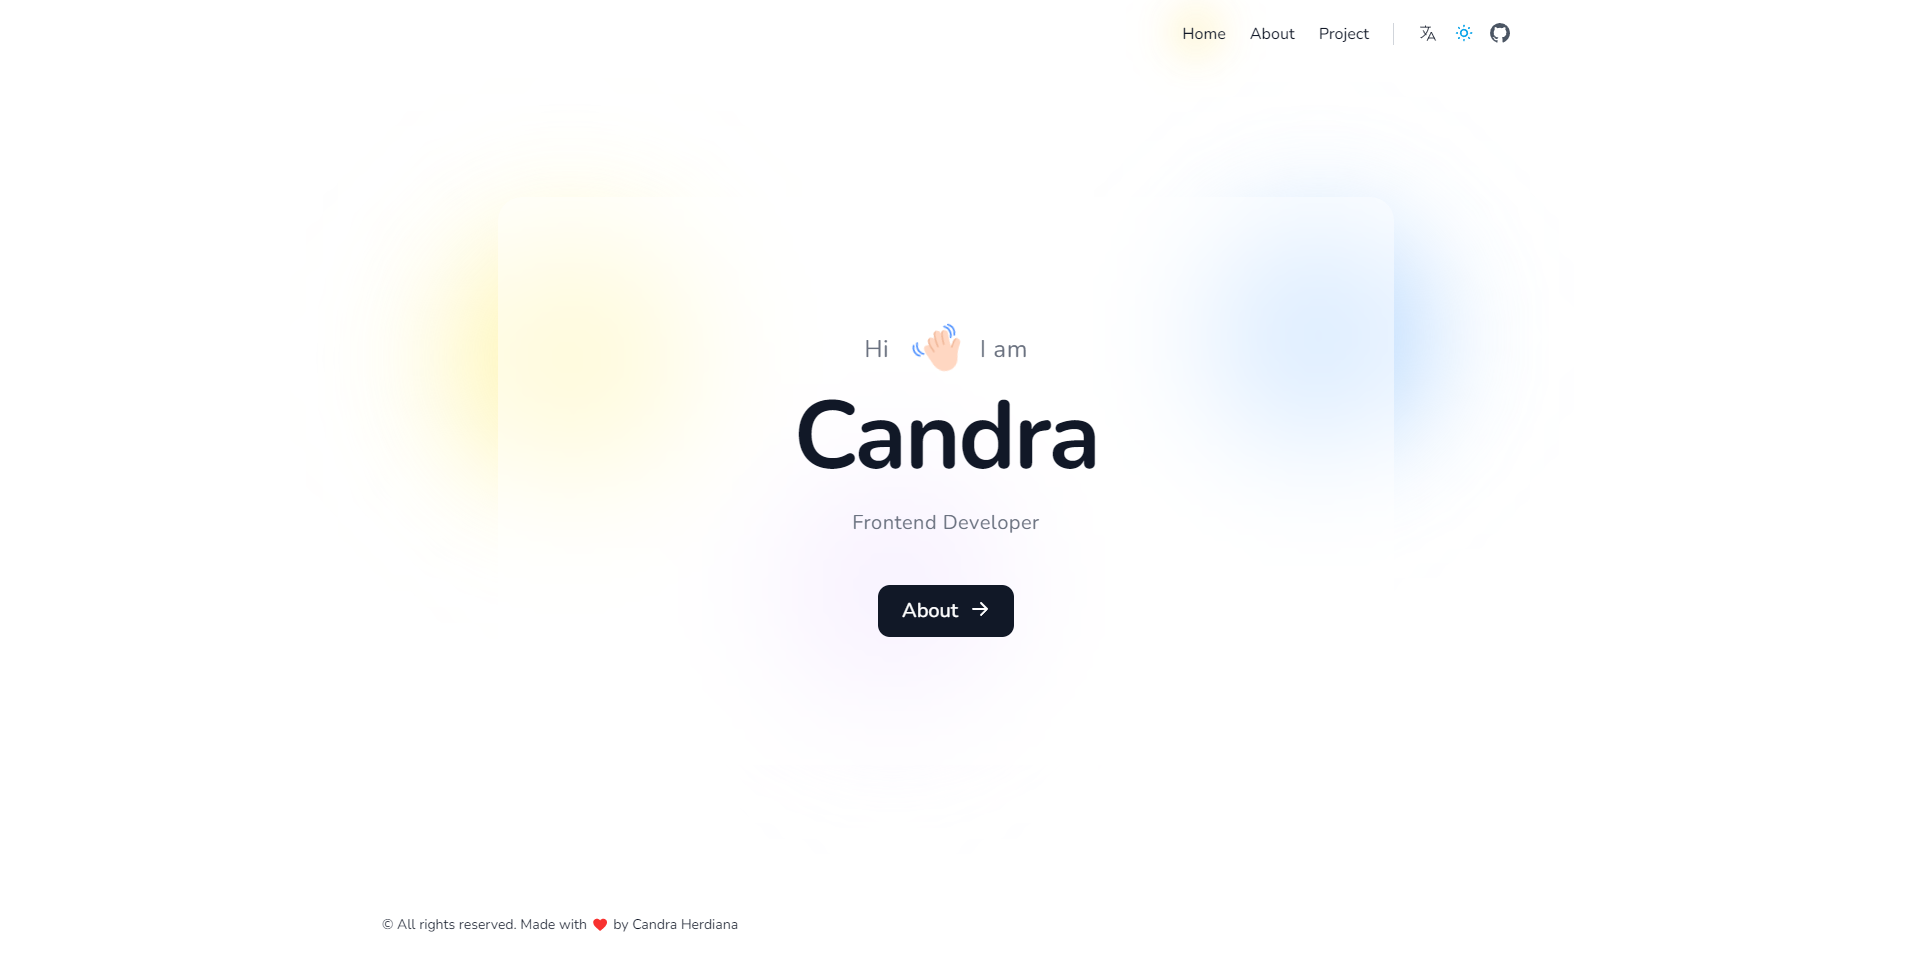 Home About Project
Hi 👋🏻 I am
Candra
Frontend Developer
About →
© All rights reserved. Made with ❤️ by Candra Herdiana